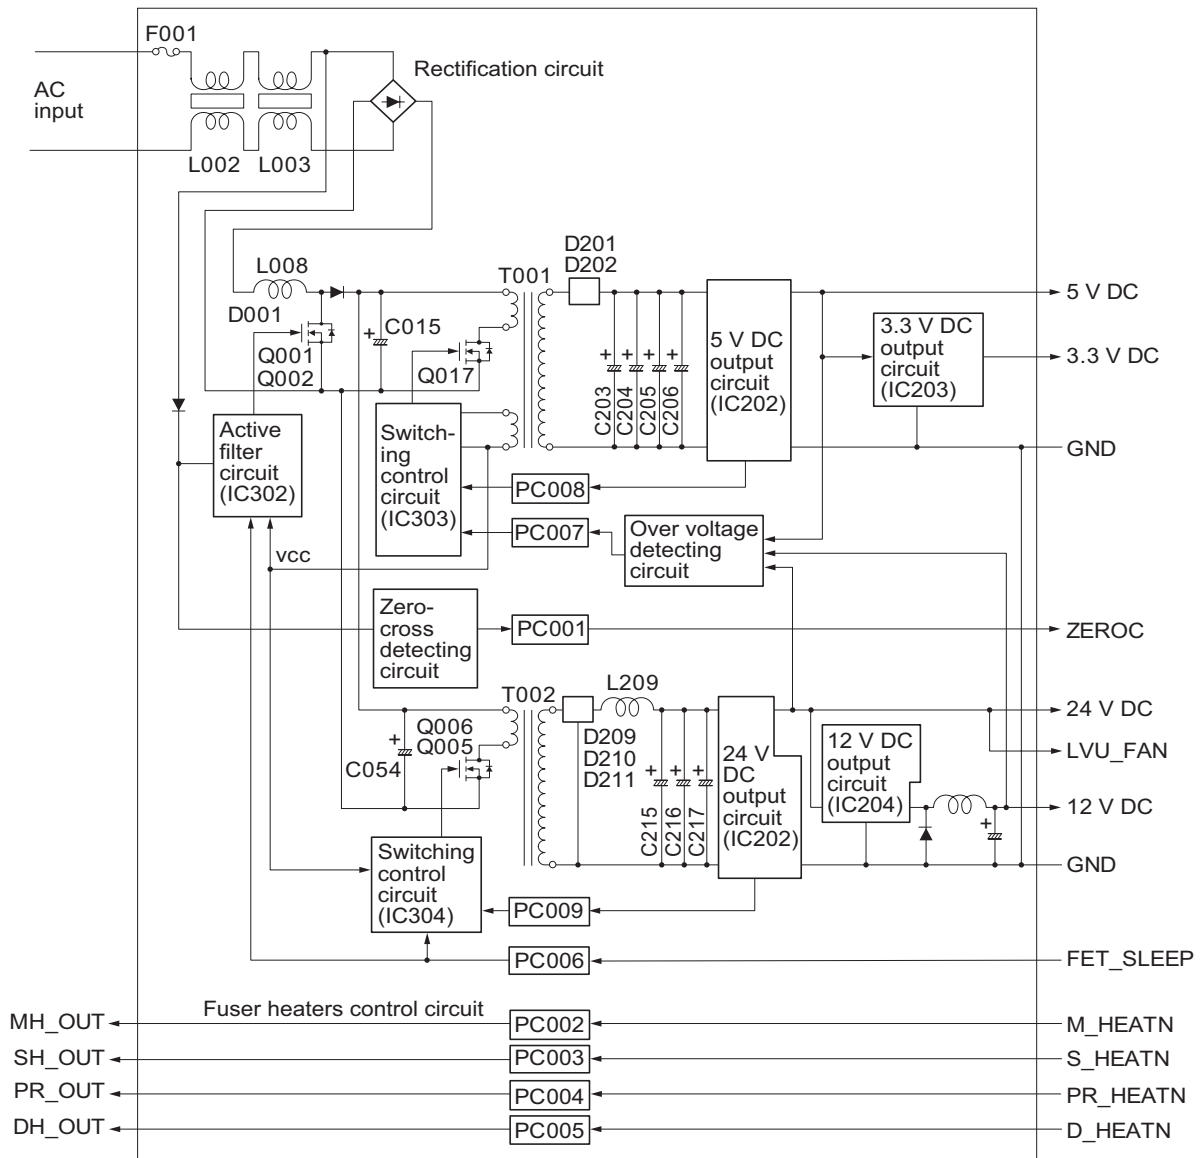 F001
AC
input
Rectification circuit
L002
L003
L008
D001
Q001
Q002
C015
Q017
T001
D201
D202
C203
C204
C205
C206
5 V DC
output
circuit
(IC202)
5 V DC
3.3 V DC
output
circuit
(IC203)
3.3 V DC
GND
Active
filter
circuit
(IC302)
Switch-
ing
control
circuit
(IC303)
PC008
PC007
Over voltage
detecting
circuit
vcc
Zero-
cross
detecting
circuit
PC001
ZEROC
T002
L209
Q006
Q005
C054
D209
D210
D211
C215
C216
C217
24 V
DC
output
circuit
(IC202)
24 V DC
LVU_FAN
12 V DC
output
circuit
(IC204)
12 V DC
GND
Switching
control
circuit
(IC304)
PC009
PC006
FET_SLEEP
Fuser heaters control circuit
MH_OUT
PC002
M_HEATN
SH_OUT
PC003
S_HEATN
PR_OUT
PC004
PR_HEATN
DH_OUT
PC005
D_HEATN